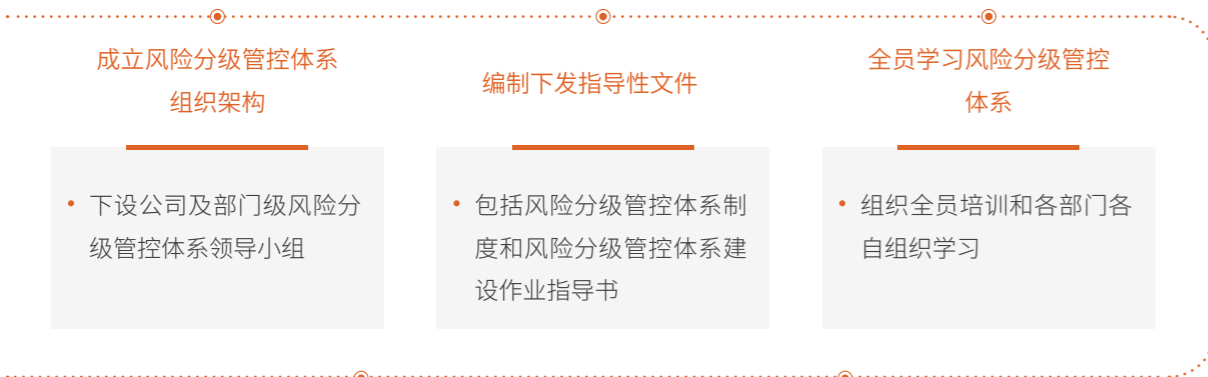 成立风险分级管控体系
组织架构
下设公司及部门级风险分
级管控体系领导小组
编制下发指导性文件
包括风险分级管控体系制
度和风险分级管控体系建
设作业指导书
全员学习风险分级管控
体系
组织全员培训和各部门各
自组织学习